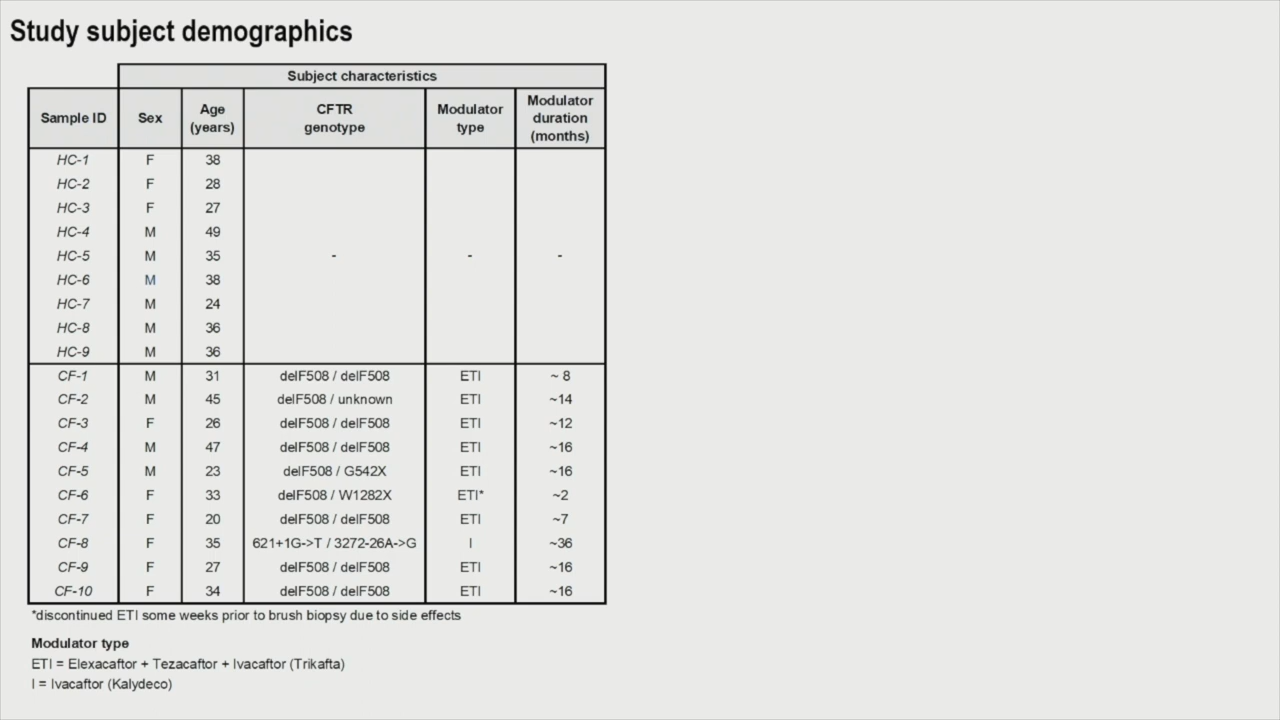 Study subject demographics
Subject characteristics
Sample ID Sex Age (years) CFTR genotype Modulator type Modulator duration (months)
HC-1 F 38
HC-2 F 28
HC-3 F 27
HC-4 M 49
HC-5 M 35 - - -
HC-6 M 38
HC-7 M 24
HC-8 M 36
HC-9 M 36
CF-1 M 31 delF508 / delF508 ETI ~ 8
CF-2 M 45 delF508 / unknown ETI ~14
CF-3 F 26 delF508 / delF508 ETI ~12
CF-4 M 47 delF508 / delF508 ETI ~16
CF-5 M 23 delF508 / G542X ETI ~16
CF-6 F 33 delF508 / W1282X ETI* ~2
CF-7 F 20 delF508 / delF508 ETI ~7
CF-8 F 35 621+1G->T / 3272-26A->G I ~36
CF-9 F 27 delF508 / delF508 ETI ~16
CF-10 F 34 delF508 / delF508 ETI ~16
*discontinued ETI some weeks prior to brush biopsy due to side effects
Modulator type
ETI = Elexacaftor + Tezacaftor + Ivacaftor (Trikafta)
I = Ivacaftor (Kalydeco)